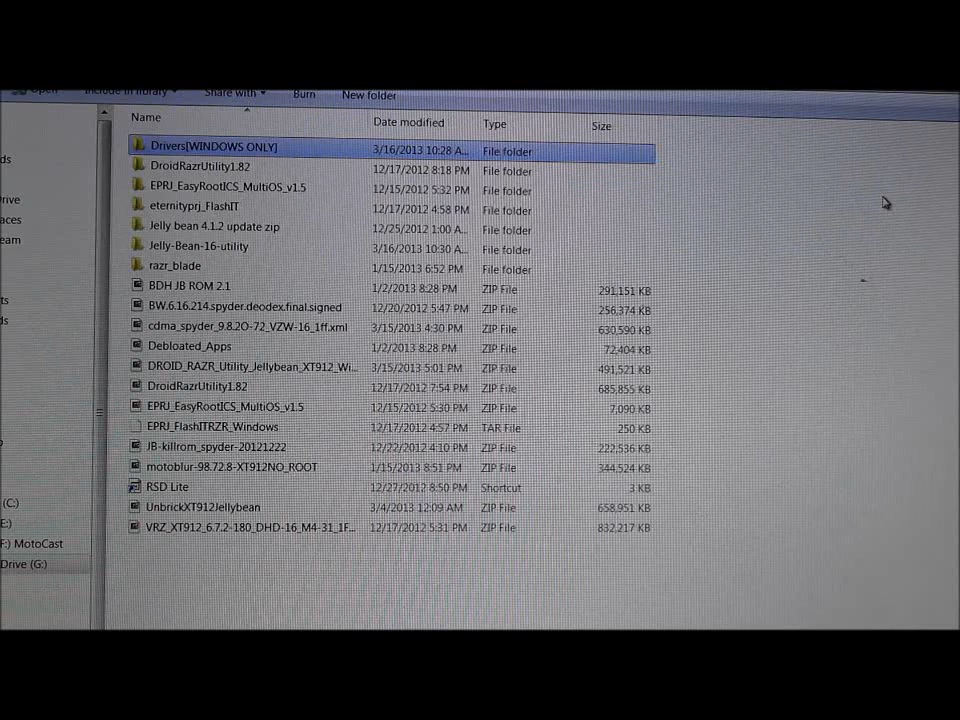 Open Include in library Share with Burn New folder
Name Date modified Type Size
Drivers[WINDOWS ONLY] 3/16/2013 10:28 A... File folder
ds DroidRazrUtility1.82 12/17/2012 8:18 PM File folder
EPRJ_EasyRootICS_MultiOS_v1.5 12/15/2012 5:32 PM File folder
rive eternityprj_FlashIT 12/17/2012 4:58 PM File folder
aces Jelly bean 4.1.2 update zip 12/25/2012 1:00 A... File folder
eam Jelly-Bean-16-utility 3/16/2013 10:30 A... File folder
razr_blade 1/15/2013 6:52 PM File folder
BDH JB ROM 2.1 1/2/2013 8:28 PM ZIP File 291,151 KB
ts BW.6.16.214.spyder.deodex.final.signed 12/20/2012 5:47 PM ZIP File 256,374 KB
ds cdma_spyder_9.8.2O-72_VZW-16_1ff.xml 3/15/2013 4:30 PM ZIP File 630,590 KB
Debloated_Apps 1/2/2013 8:28 PM ZIP File 72,404 KB
DROID_RAZR_Utility_Jellybean_XT912_Wi... 3/15/2013 5:01 PM ZIP File 491,521 KB
DroidRazrUtility1.82 12/17/2012 7:54 PM ZIP File 685,855 KB
EPRJ_EasyRootICS_MultiOS_v1.5 12/15/2012 5:30 PM ZIP File 7,090 KB
EPRJ_FlashITRZR_Windows 12/17/2012 4:57 PM TAR File 250 KB
JB-killrom_spyder-20121222 12/22/2012 4:10 PM ZIP File 222,536 KB
motoblur-98.72.8-XT912NO_ROOT 1/15/2013 8:51 PM ZIP File 344,524 KB
RSD Lite 12/27/2012 8:50 PM Shortcut 3 KB
(C:) UnbrickXT912Jellybean 3/4/2013 12:09 AM ZIP File 658,951 KB
E:) VRZ_XT912_6.7.2-180_DHD-16_M4-31_1F... 12/17/2012 5:31 PM ZIP File 832,217 KB
F:) MotoCast
Drive (G:)